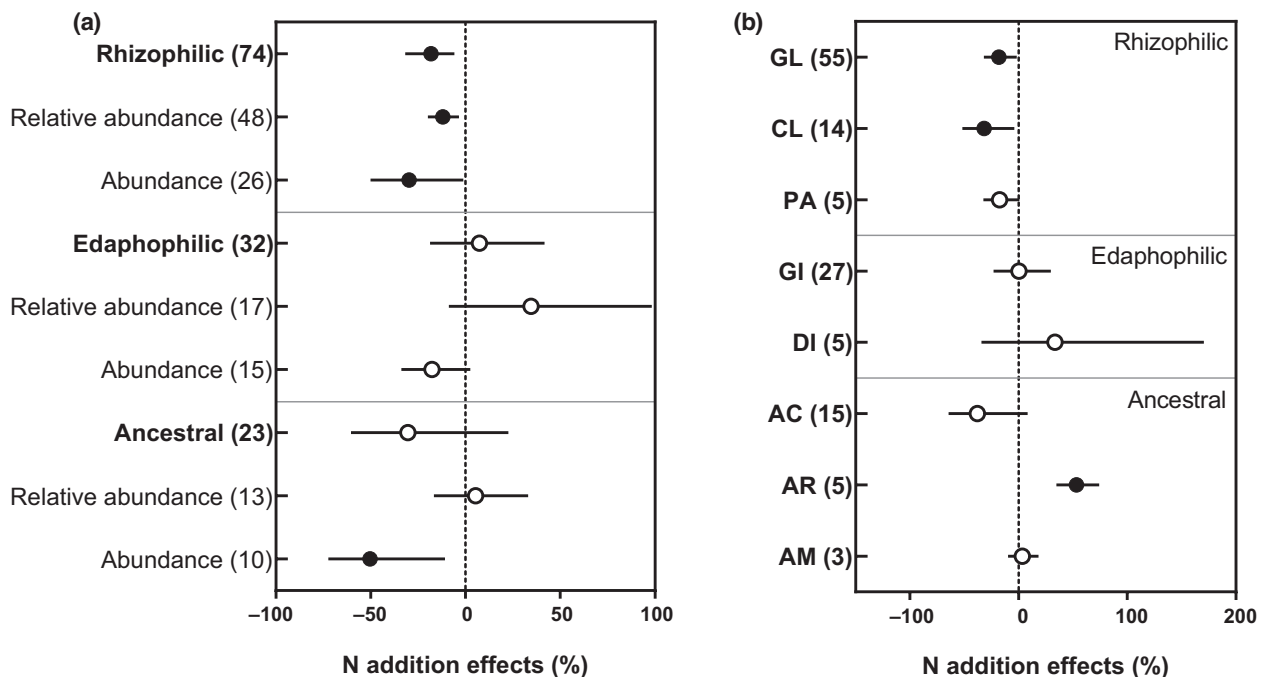 (a)
Rhizophilic (74)
Relative abundance (48)
Abundance (26)
Edaphophilic (32)
Relative abundance (17)
Abundance (15)
Ancestral (23)
Relative abundance (13)
Abundance (10)
–100 –50 0 50 100
N addition effects (%)
(b)
Rhizophilic
GL (55)
CL (14)
PA (5)
Edaphophilic
GI (27)
DI (5)
Ancestral
AC (15)
AR (5)
AM (3)
–100 0 100 200
N addition effects (%)